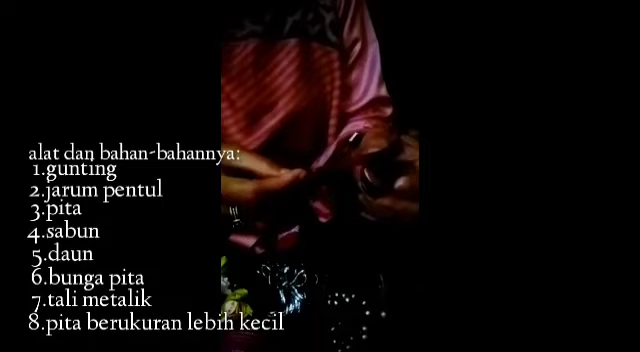 alat dan bahan-bahannya:
1.gunting
2.jarum pentul
3.pita
4.sabun
5.daun
6.bunga pita
7.tali metalik
8.pita berukuran lebih kecil